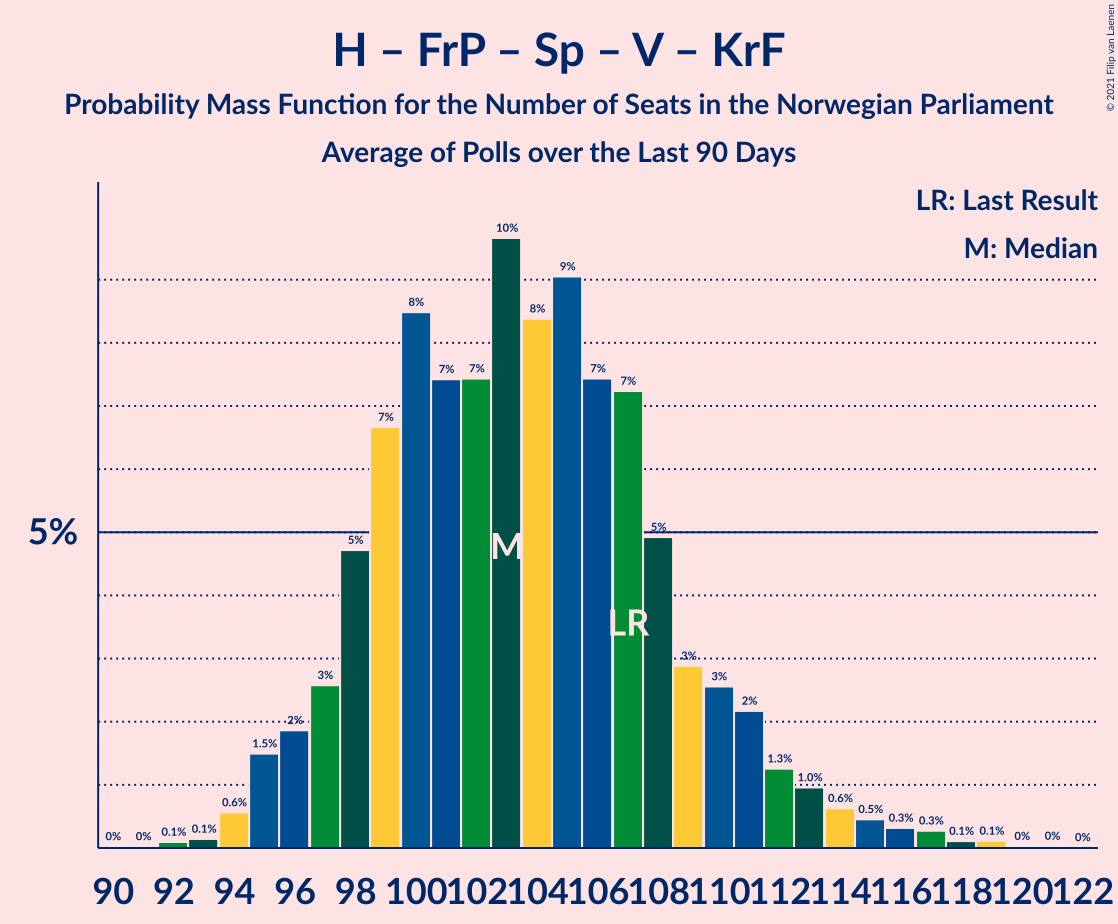 H – FrP – Sp – V – KrF
Probability Mass Function for the Number of Seats in the Norwegian Parliament
Average of Polls over the Last 90 Days
© 2021 Filip van Laenen
LR: Last Result
M: Median
5%
0% 0% 0.1% 0.1% 0.6% 1.5% 2% 3% 5% 7% 8% 7% 7% 10% 8% 9% 7% 7% 5% 3% 3% 2% 1.3% 1.0% 0.6% 0.5% 0.3% 0.3% 0.1% 0.1% 0% 0% 0%
M
LR
90 92 94 96 98 100 102 104 106 108 110 112 114 116 118 120 122